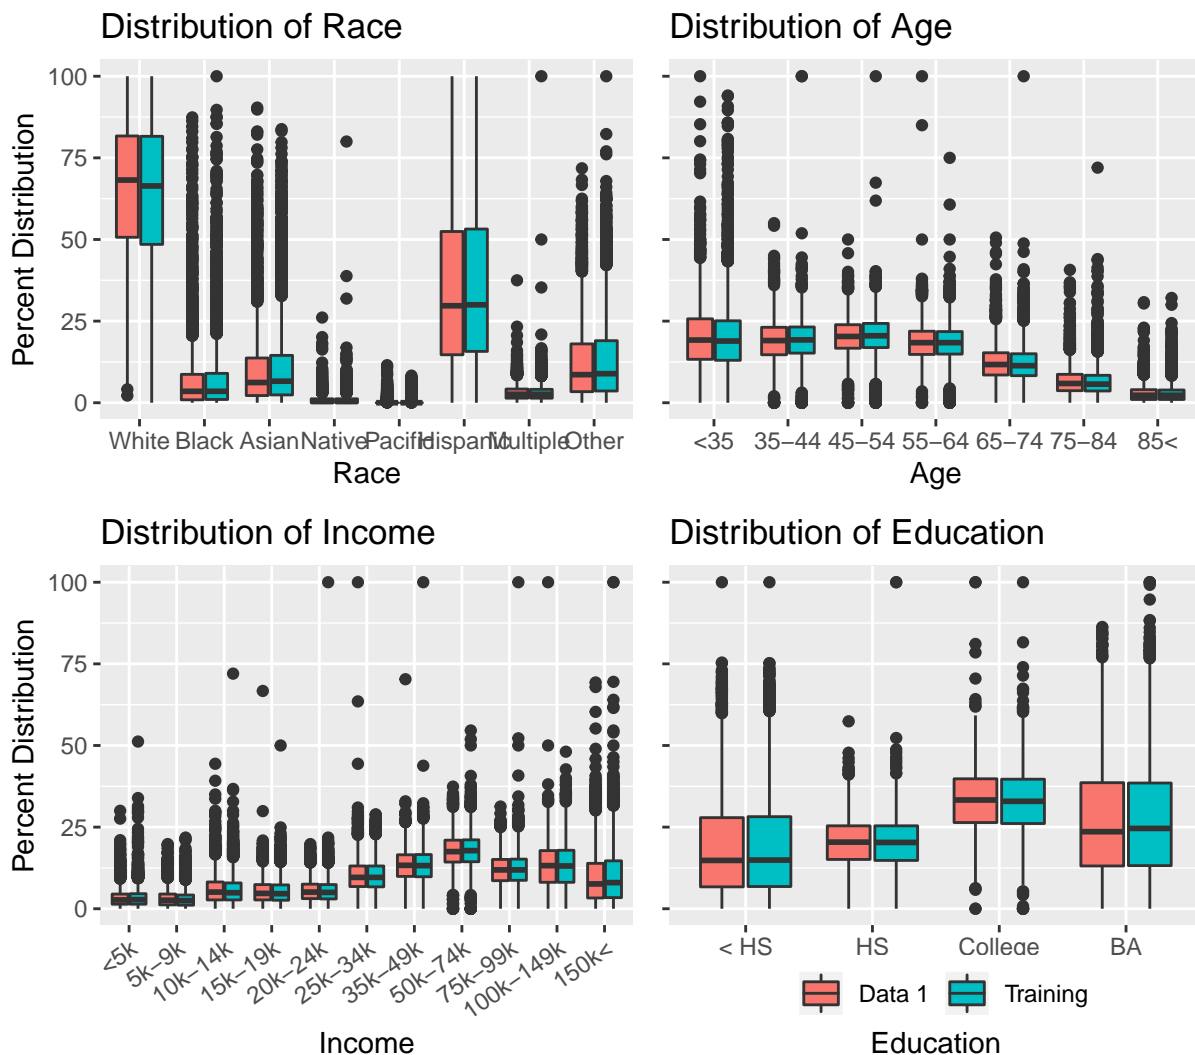 Distribution of Race
Distribution of Age
Percent Distribution
100
75
50
25
0
White Black Asian Native Pacific Hispanic Multiple Other
<35 35–44 45–54 55–64 65–74 75–84 85<
Race
Age
Distribution of Income
Distribution of Education
Percent Distribution
100
75
50
25
0
<5k 5k–9k 10k–14k 15k–19k 20k–24k 25k–34k 35k–49k 50k–74k 75k–99k 100k–149k 150k<
< HS HS College BA
Data 1 Training
Income
Education